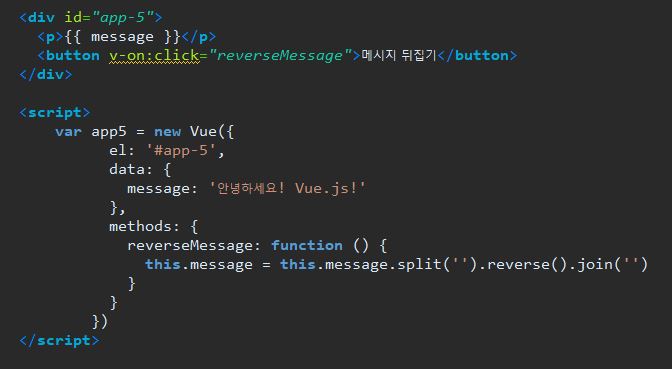 <div id="app-5">
<p>{{ message }}</p>
<button v-on:click="reverseMessage">메시지 뒤집기</button>
</div>
<script>
var app5 = new Vue({
el: '#app-5',
data: {
message: '안녕하세요! Vue.js!'
},
methods: {
reverseMessage: function () {
this.message = this.message.split('').reverse().join('')
}
}
})
</script>